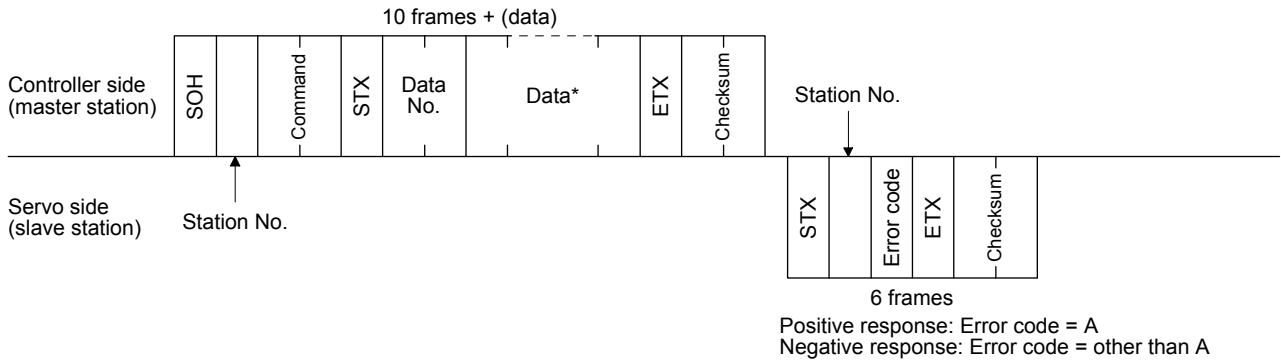 10 frames + (data)
Controller side
(master station)
SOH
Command
STX
Data
No.
Data*
ETX
Checksum
Station No.
Servo side
(slave station)
Station No.
STX
Error code
ETX
Checksum
6 frames
Positive response: Error code = A
Negative response: Error code = other than A